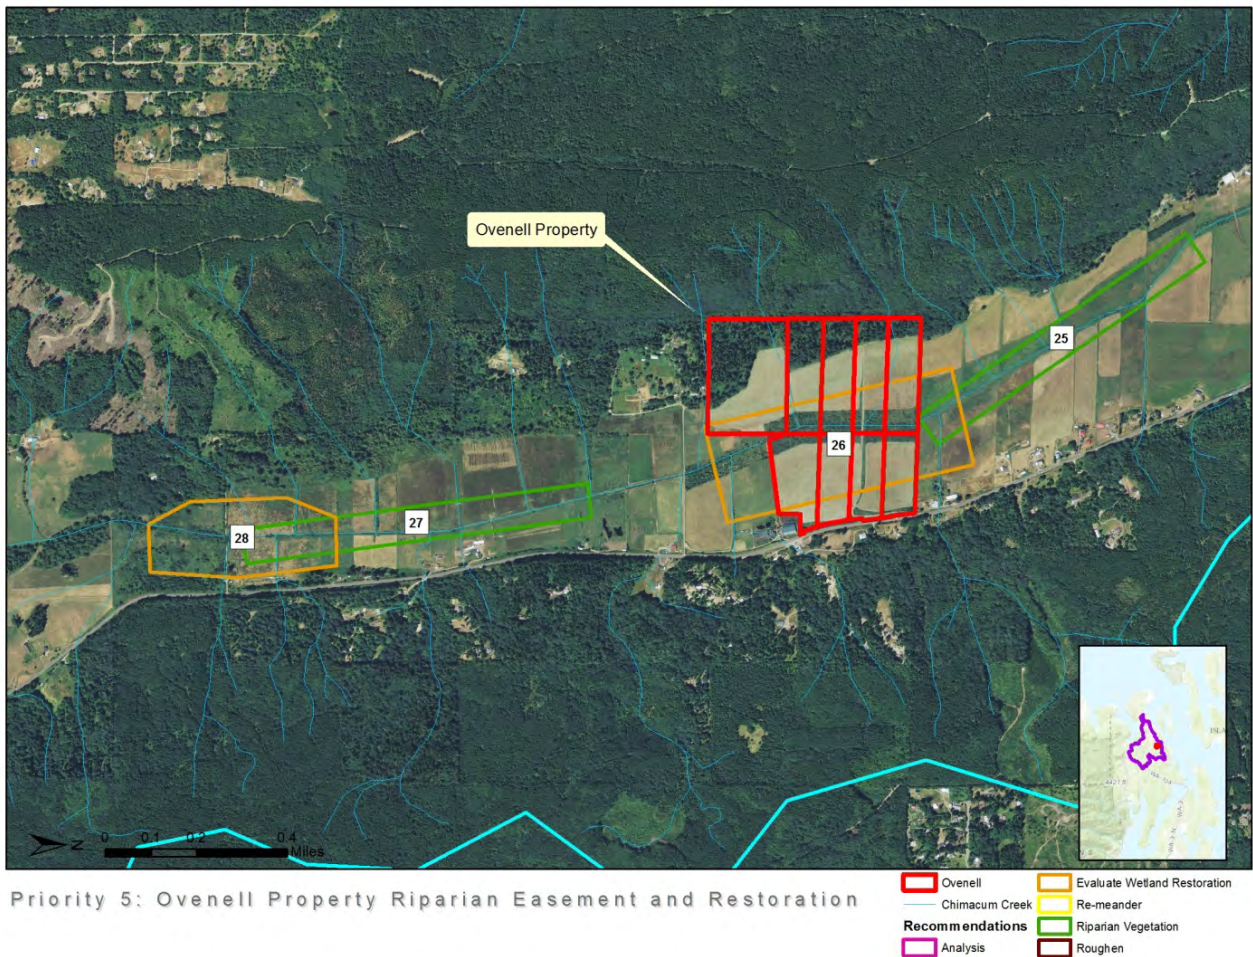 Ovenell Property
25
26
27
28
N
0 0.1 0.2 0.4
Miles
Priority 5: Ovenell Property Riparian Easement and Restoration
Ovenell
Chimacum Creek
Recommendations
Analysis
Evaluate Wetland Restoration
Re-meander
Riparian Vegetation
Roughen